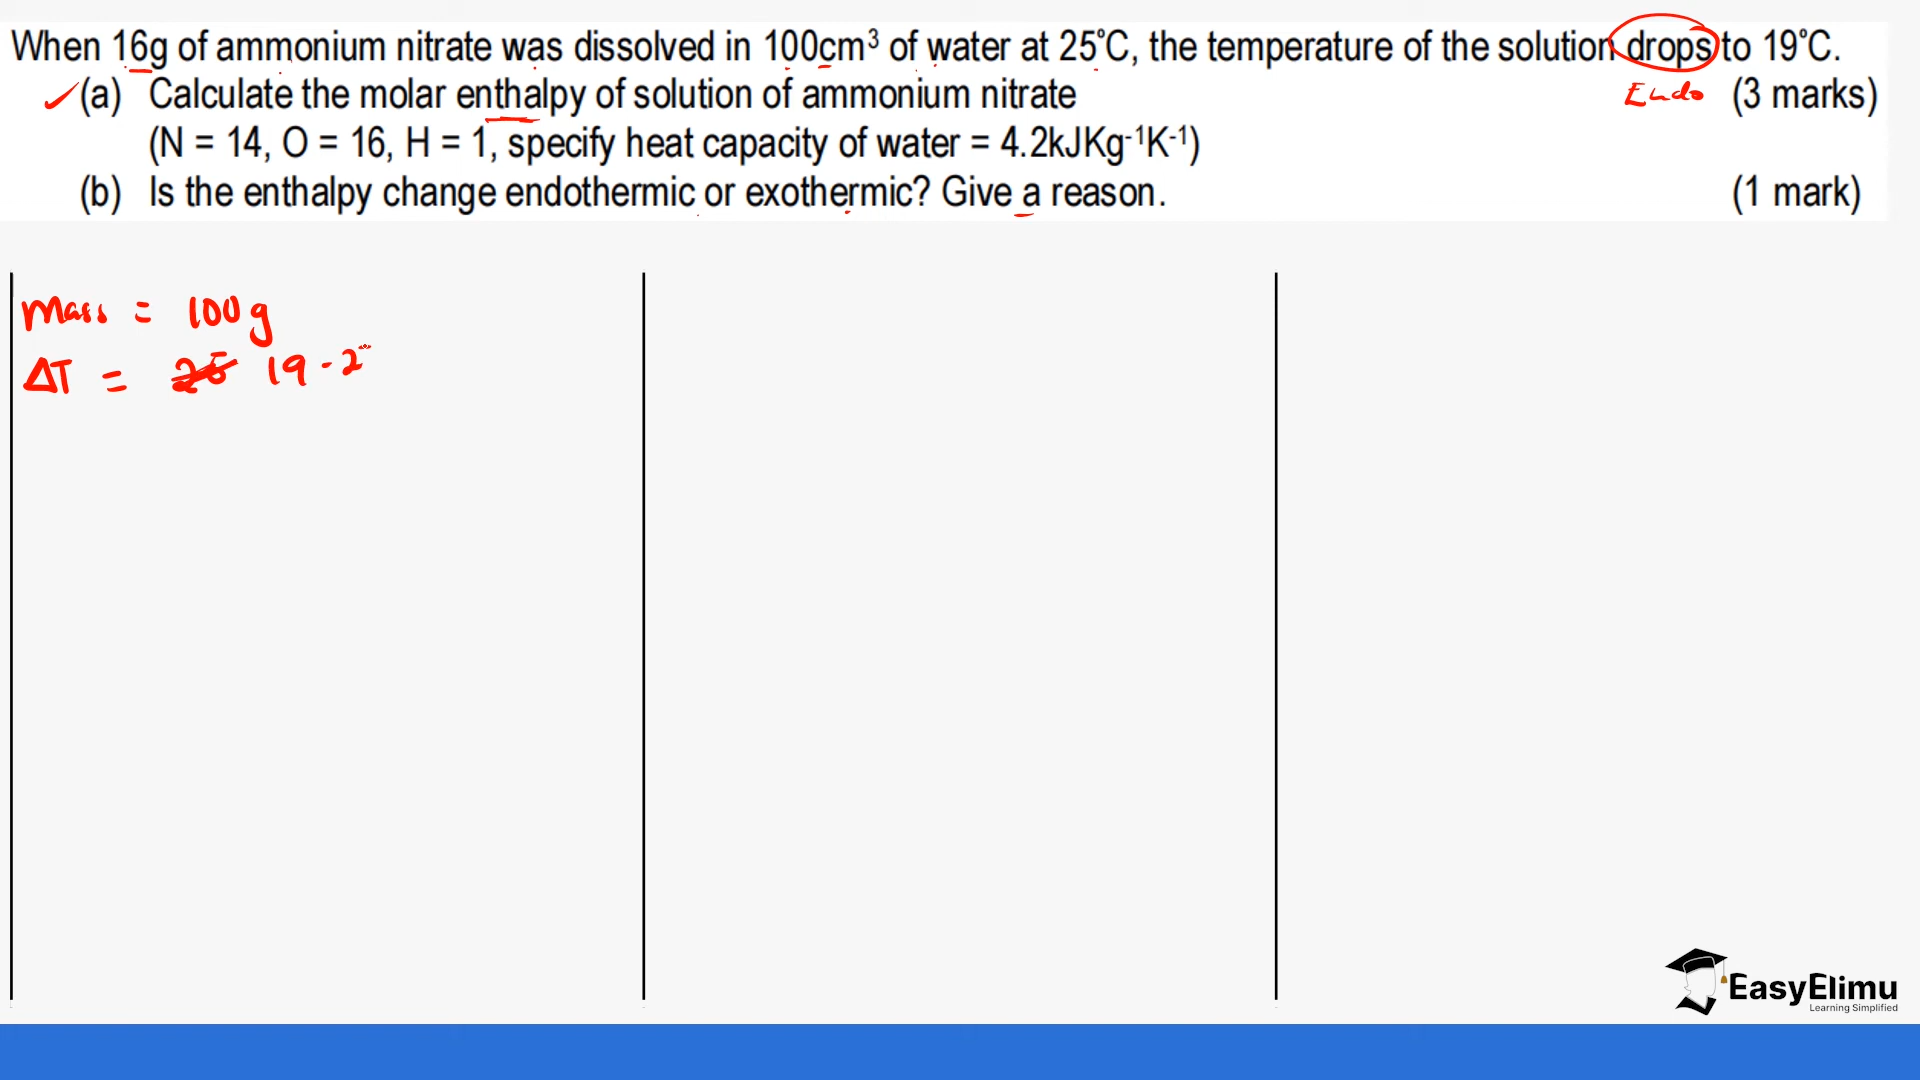 When 16g of ammonium nitrate was dissolved in 100cm³ of water at 25°C, the temperature of the solution drops to 19°C.
(a) Calculate the molar enthalpy of solution of ammonium nitrate Endo (3 marks)
(N = 14, O = 16, H = 1, specify heat capacity of water = 4.2kJKg⁻¹K⁻¹)
(b) Is the enthalpy change endothermic or exothermic? Give a reason. (1 mark)
Mass = 100g
ΔT = 25 19 - 2
EasyElimu
Learning Simplified